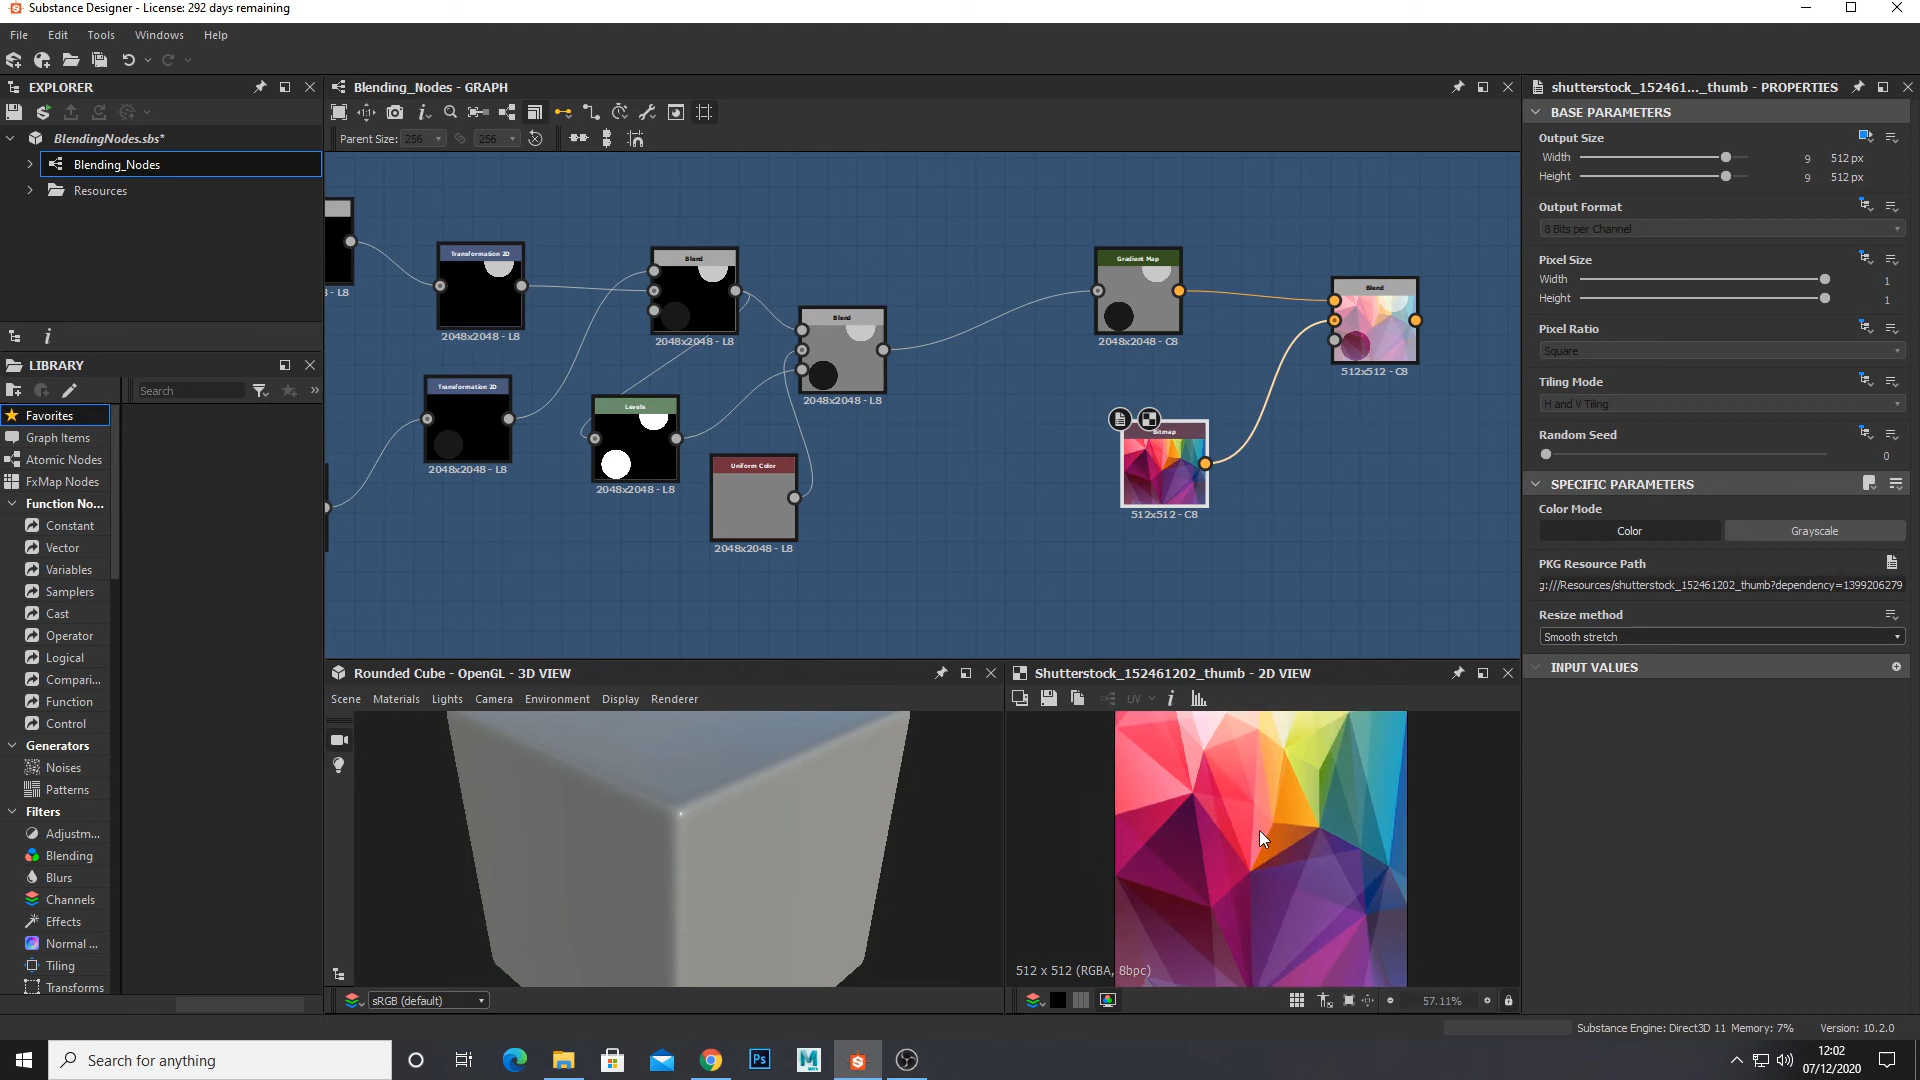 Substance Designer - License: 292 days remaining
File Edit Tools Windows Help
EXPLORER
BlendingNodes.sbs*
Blending_Nodes
Resources
LIBRARY
Search
Favorites
Graph Items
Atomic Nodes
FxMap Nodes
Function No...
Constant
Vector
Variables
Samplers
Cast
Operator
Logical
Compari...
Function
Control
Generators
Noises
Patterns
Filters
Adjustm...
Blending
Blurs
Channels
Effects
Normal ...
Tiling
Transforms
Blending_Nodes - GRAPH
Parent Size: 256 256
8 - L8
Transformation 2D
2048x2048 - L8
Transformation 2D
2048x2048 - L8
Blend
2048x2048 - L8
Levels
2048x2048 - L8
Uniform Color
2048x2048 - L8
Blend
2048x2048 - L8
Gradient Map
2048x2048 - C8
Bitmap
512x512 - C8
Blend
512x512 - C8
Rounded Cube - OpenGL - 3D VIEW
Scene Materials Lights Camera Environment Display Renderer
sRGB (default)
Shutterstock_152461202_thumb - 2D VIEW
UV
512 x 512 (RGBA, 8bpc)
57.11%
shutterstock_152461..._thumb - PROPERTIES
BASE PARAMETERS
Output Size
Width 9 512 px
Height 9 512 px
Output Format
8 Bits per Channel
Pixel Size
Width 1
Height 1
Pixel Ratio
Square
Tiling Mode
H and V Tiling
Random Seed
0
SPECIFIC PARAMETERS
Color Mode
Color Grayscale
PKG Resource Path
g:///Resources/shutterstock_152461202_thumb?dependency=1399206279
Resize method
Smooth stretch
INPUT VALUES
Substance Engine: Direct3D 11 Memory: 7% Version: 10.2.0
Search for anything
Ps
12:02
07/12/2020